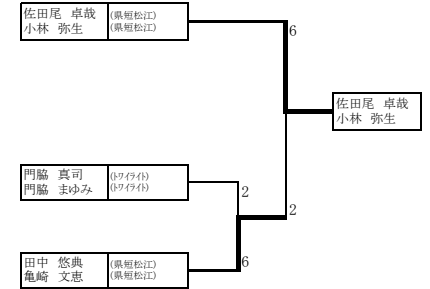 佐田尾 卓哉 (県短松江)
小林 弥生 (県短松江)
6
佐田尾 卓哉
小林 弥生
門脇 真司 (トワイライト)
門脇 まゆみ (トワイライト)
2
2
田中 悠典 (県短松江)
亀崎 文恵 (県短松江)
6